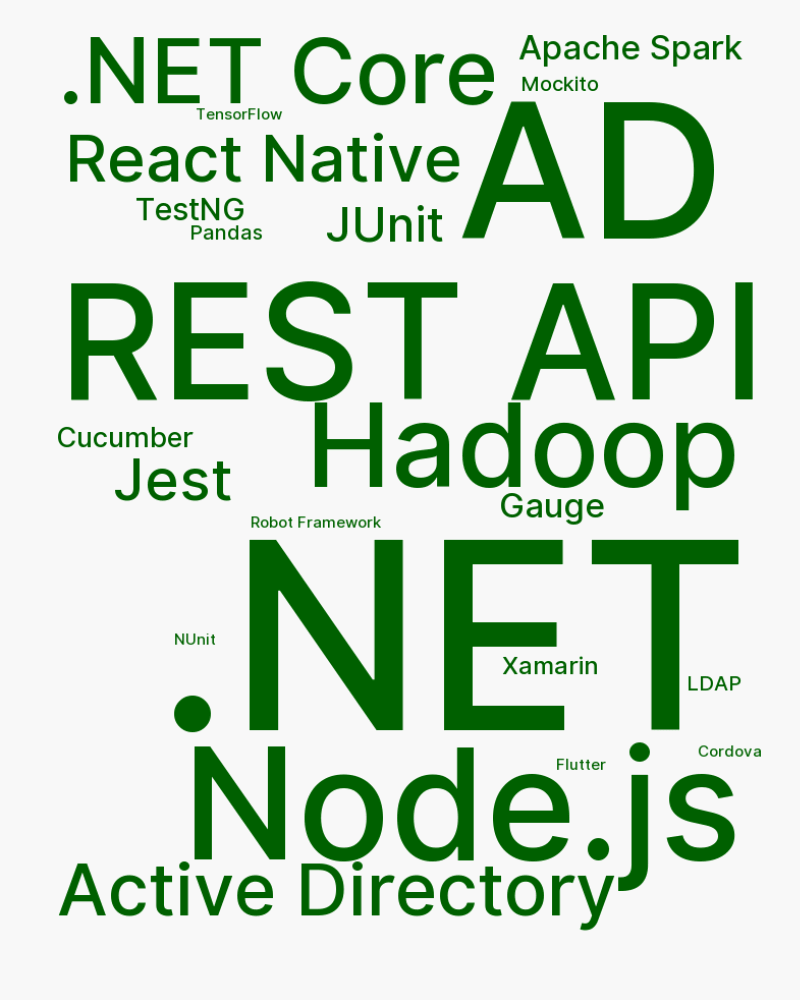 .NET Core
Apache Spark
Mockito
TensorFlow
AD
React Native
TestNG
JUnit
Pandas
REST API
Hadoop
Cucumber
Jest
Gauge
Robot Framework
.NET
NUnit
Xamarin
LDAP
Node.js
Cordova
Flutter
Active Directory